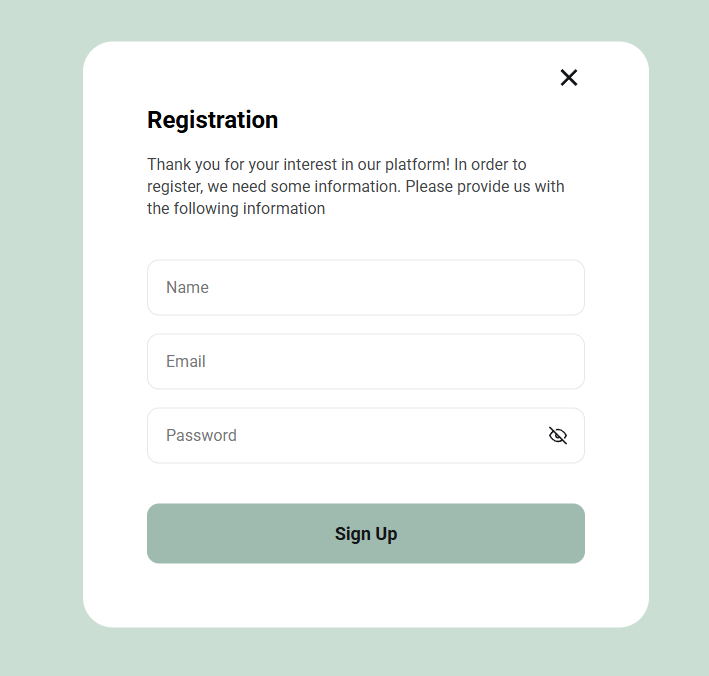 Registration
Thank you for your interest in our platform! In order to
register, we need some information. Please provide us with
the following information
Name
Email
Password
Sign Up